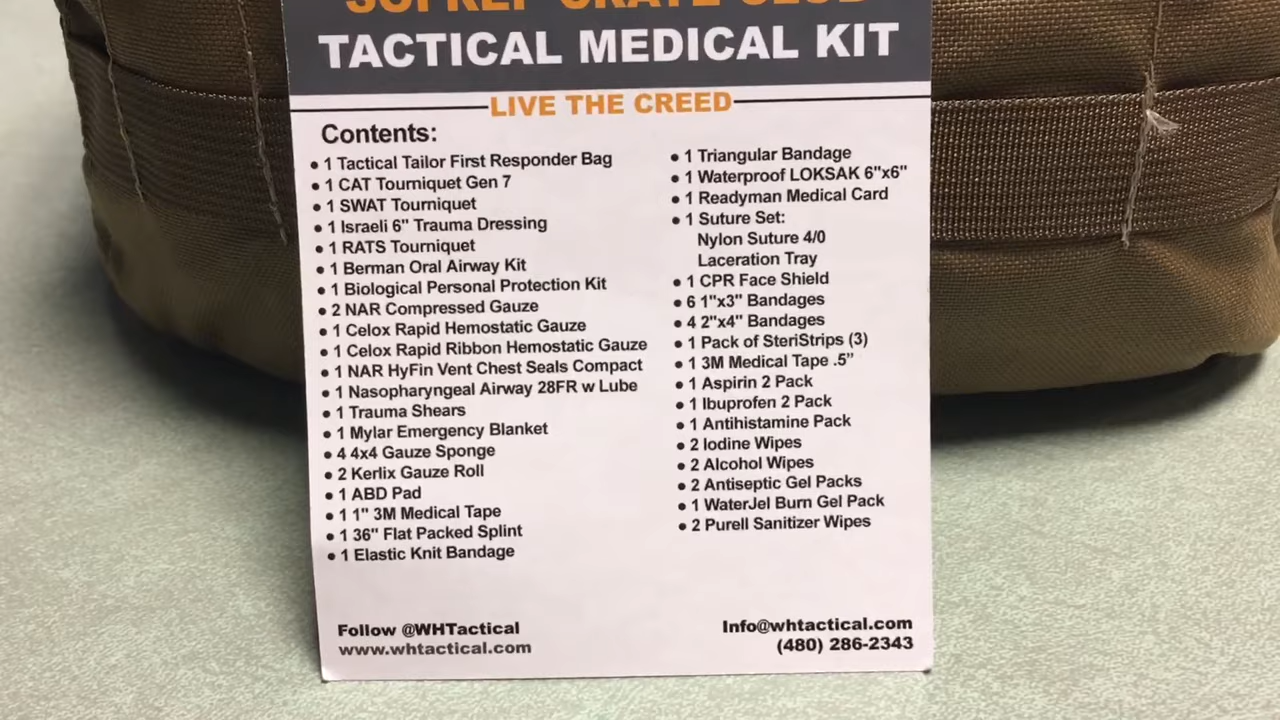 SOFREP CRATE CLUB
TACTICAL MEDICAL KIT
LIVE THE CREED
Contents:
• 1 Tactical Tailor First Responder Bag
• 1 CAT Tourniquet Gen 7
• 1 SWAT Tourniquet
• 1 Israeli 6" Trauma Dressing
• 1 RATS Tourniquet
• 1 Berman Oral Airway Kit
• 1 Biological Personal Protection Kit
• 2 NAR Compressed Gauze
• 1 Celox Rapid Hemostatic Gauze
• 1 Celox Rapid Ribbon Hemostatic Gauze
• 1 NAR HyFin Vent Chest Seals Compact
• 1 Nasopharyngeal Airway 28FR w Lube
• 1 Trauma Shears
• 1 Mylar Emergency Blanket
• 4 4x4 Gauze Sponge
• 2 Kerlix Gauze Roll
• 1 ABD Pad
• 1 1" 3M Medical Tape
• 1 36" Flat Packed Splint
• 1 Elastic Knit Bandage
• 1 Triangular Bandage
• 1 Waterproof LOKSAK 6"x6"
• 1 Readyman Medical Card
• 1 Suture Set:
Nylon Suture 4/0
Laceration Tray
• 1 CPR Face Shield
• 6 1"x3" Bandages
• 4 2"x4" Bandages
• 1 Pack of SteriStrips (3)
• 1 3M Medical Tape .5”
• 1 Aspirin 2 Pack
• 1 Ibuprofen 2 Pack
• 1 Antihistamine Pack
• 2 Iodine Wipes
• 2 Alcohol Wipes
• 2 Antiseptic Gel Packs
• 1 WaterJel Burn Gel Pack
• 2 Purell Sanitizer Wipes
Follow @WHTactical
www.whtactical.com
Info@whtactical.com
(480) 286-2343